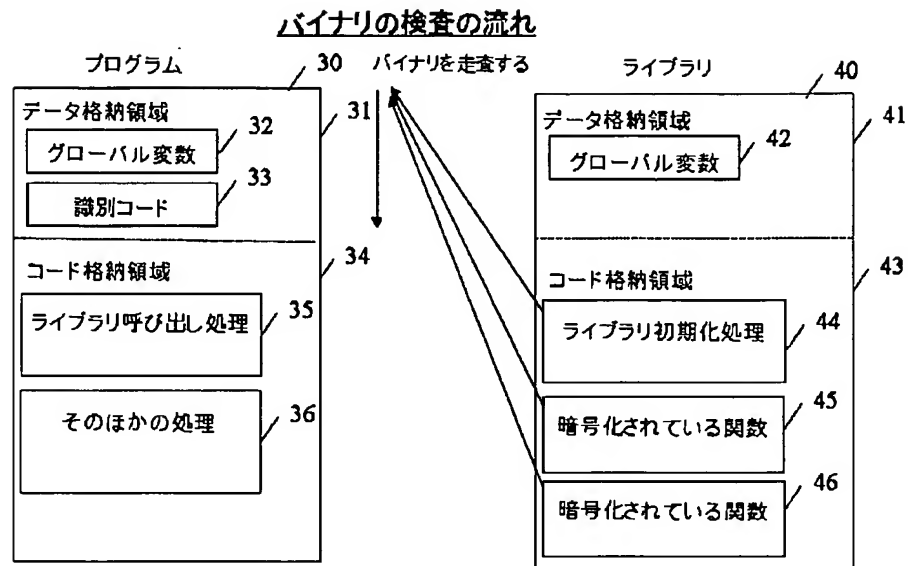 バイナリの検査の流れ
プログラム
30
バイナリを走査する
ライブラリ
40
データ格納領域
32
31
グローバル変数
33
識別コード
34
コード格納領域
35
ライブラリ呼び出し処理
36
そのほかの処理
データ格納領域
41
42
グローバル変数
43
コード格納領域
44
ライブラリ初期化処理
45
暗号化されている関数
46
暗号化されている関数